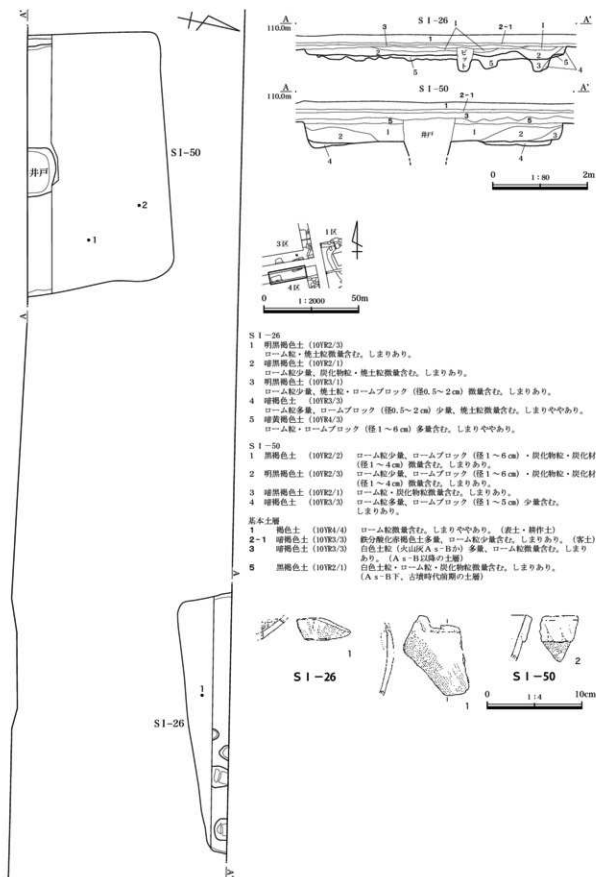 A
SI-50
井戸
2
1
A
A
1
SI-26
A'
A
110.0m
SI-26
A'
3
1
2-1
1
1
2
ピット
2
5
5
3
5
4
A
110.0m
SI-50
A'
2-1
1
3
5
5
2
1
井戸
1
2
3
4
4
0 1:80 2m
3区
1区
4区
0 1:2000 50m
SI-26
1 明黒褐色土 (10YR2/3)
ローム粒・焼土粒微量含む。しまりあり。
2 暗黒褐色土 (10YR2/1)
ローム粒少量、炭化物粒・焼土粒微量含む。しまりあり。
3 明黒褐色土 (10YR3/1)
ローム粒少量、焼土粒・ロームブロック (径0.5~2㎝) 微量含む。しまりあり。
4 暗褐色土 (10YR3/3)
ローム粒多量、ロームブロック (径0.5~2㎝) 少量、焼土粒微量含む。しまりややあり。
5 暗黄褐色土 (10YR4/3)
ローム粒・ロームブロック (径1~6㎝) 多量含む。しまりややあり。
SI-50
1 黒褐色土 (10YR2/2) ローム粒少量、ロームブロック (径1~6㎝)・炭化物粒・炭化材
(径1~4㎝) 微量含む。しまりあり。
2 明黒褐色土 (10YR2/3) ローム粒少量、ロームブロック (径1~6㎝)・炭化物粒・炭化材
(径1~4㎝) 微量含む。しまりあり。
3 暗黒褐色土 (10YR2/1) ローム粒・炭化物粒微量含む。しまりあり。
4 暗褐色土 (10YR3/3) ローム粒多量、ロームブロック (径1~5㎝) 少量含む。
しまりあり。
基本土層
1 褐色土 (10YR4/4) ローム粒微量含む。しまりややあり。(表土・耕作土)
2-1 暗褐色土 (10YR3/3) 鉄分酸化赤褐色土多量、ローム粒少量含む。しまりあり。(客土)
3 暗褐色土 (10YR3/3) 白色土粒 (火山灰As-Bか) 多量、ローム粒微量含む。しまり
あり。(As-B以降の土層)
5 黒褐色土 (10YR2/1) 白色土粒・ローム粒・炭化物粒微量含む。しまりあり。
(As-B下、古墳時代前期の土層)
1
SI-26
1
SI-50
2
0 1:4 10cm
A'